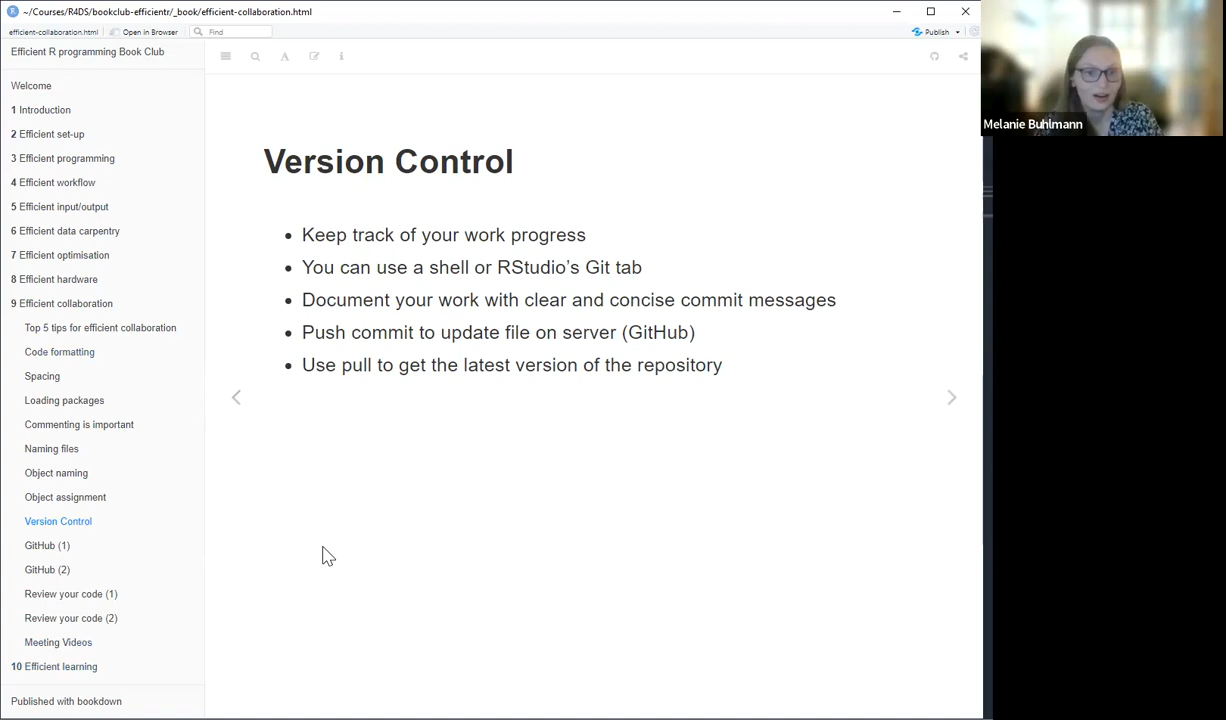 ~/Courses/R4DS/bookclub-efficientr/_book/efficient-collaboration.html
efficient-collaboration.html
Open in Browser
Find
Publish
Efficient R programming Book Club
Welcome
1 Introduction
2 Efficient set-up
3 Efficient programming
4 Efficient workflow
5 Efficient input/output
6 Efficient data carpentry
7 Efficient optimisation
8 Efficient hardware
9 Efficient collaboration
Top 5 tips for efficient collaboration
Code formatting
Spacing
Loading packages
Commenting is important
Naming files
Object naming
Object assignment
Version Control
GitHub (1)
GitHub (2)
Review your code (1)
Review your code (2)
Meeting Videos
10 Efficient learning
Published with bookdown
Version Control
• Keep track of your work progress
• You can use a shell or RStudio’s Git tab
• Document your work with clear and concise commit messages
• Push commit to update file on server (GitHub)
• Use pull to get the latest version of the repository
Melanie Buhlmann